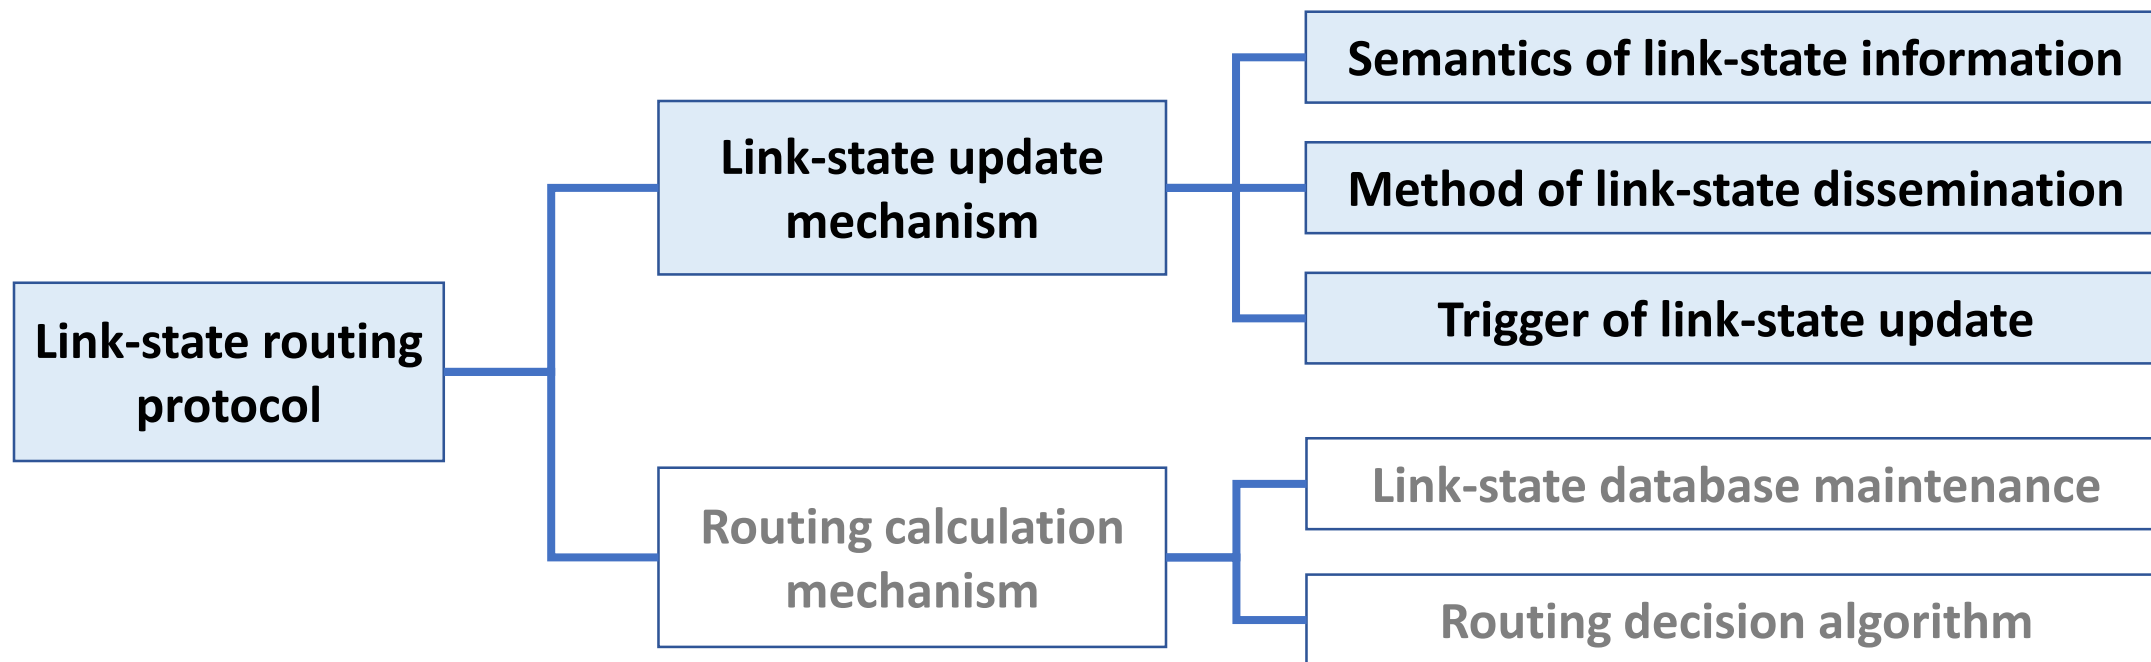 Semantics of link-state information
Link-state update
mechanism
Method of link-state dissemination
Trigger of link-state update
Link-state routing
protocol
Link-state database maintenance
Routing calculation
mechanism
Routing decision algorithm